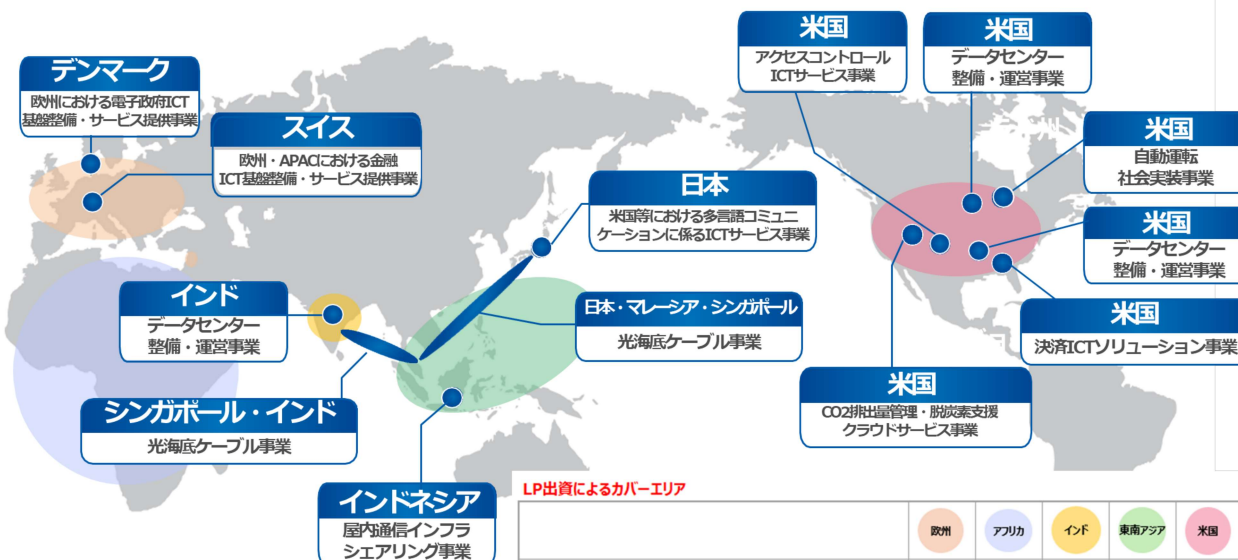 デンマーク
欧州における電子政府ICT
基盤整備・サービス提供事業
スイス
欧州・APACにおける金融
ICT基盤整備・サービス提供事業
日本
米国等における多言語コミュニ
ケーションに係るICTサービス事業
インド
データセンター
整備・運営事業
日本・マレーシア・シンガポール
光海底ケーブル事業
シンガポール・インド
光海底ケーブル事業
インドネシア
屋内通信インフラ
シェアリング事業
米国
アクセスコントロール
ICTサービス事業
米国
データセンター
整備・運営事業
米国
自動運転
社会実装事業
米国
データセンター
整備・運営事業
米国
決済ICTソリューション事業
米国
CO2排出量管理・脱炭素支援
クラウドサービス事業
LP出資によるカバーエリア
欧州 アフリカ インド 東南アジア 米国